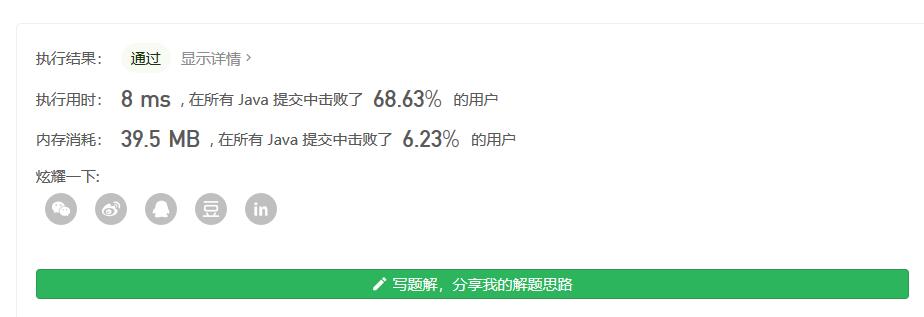 执行结果： 通过 显示详情 >
执行用时： 8 ms , 在所有 Java 提交中击败了 68.63% 的用户
内存消耗： 39.5 MB , 在所有 Java 提交中击败了 6.23% 的用户
炫耀一下:
豆 in
写题解，分享我的解题思路